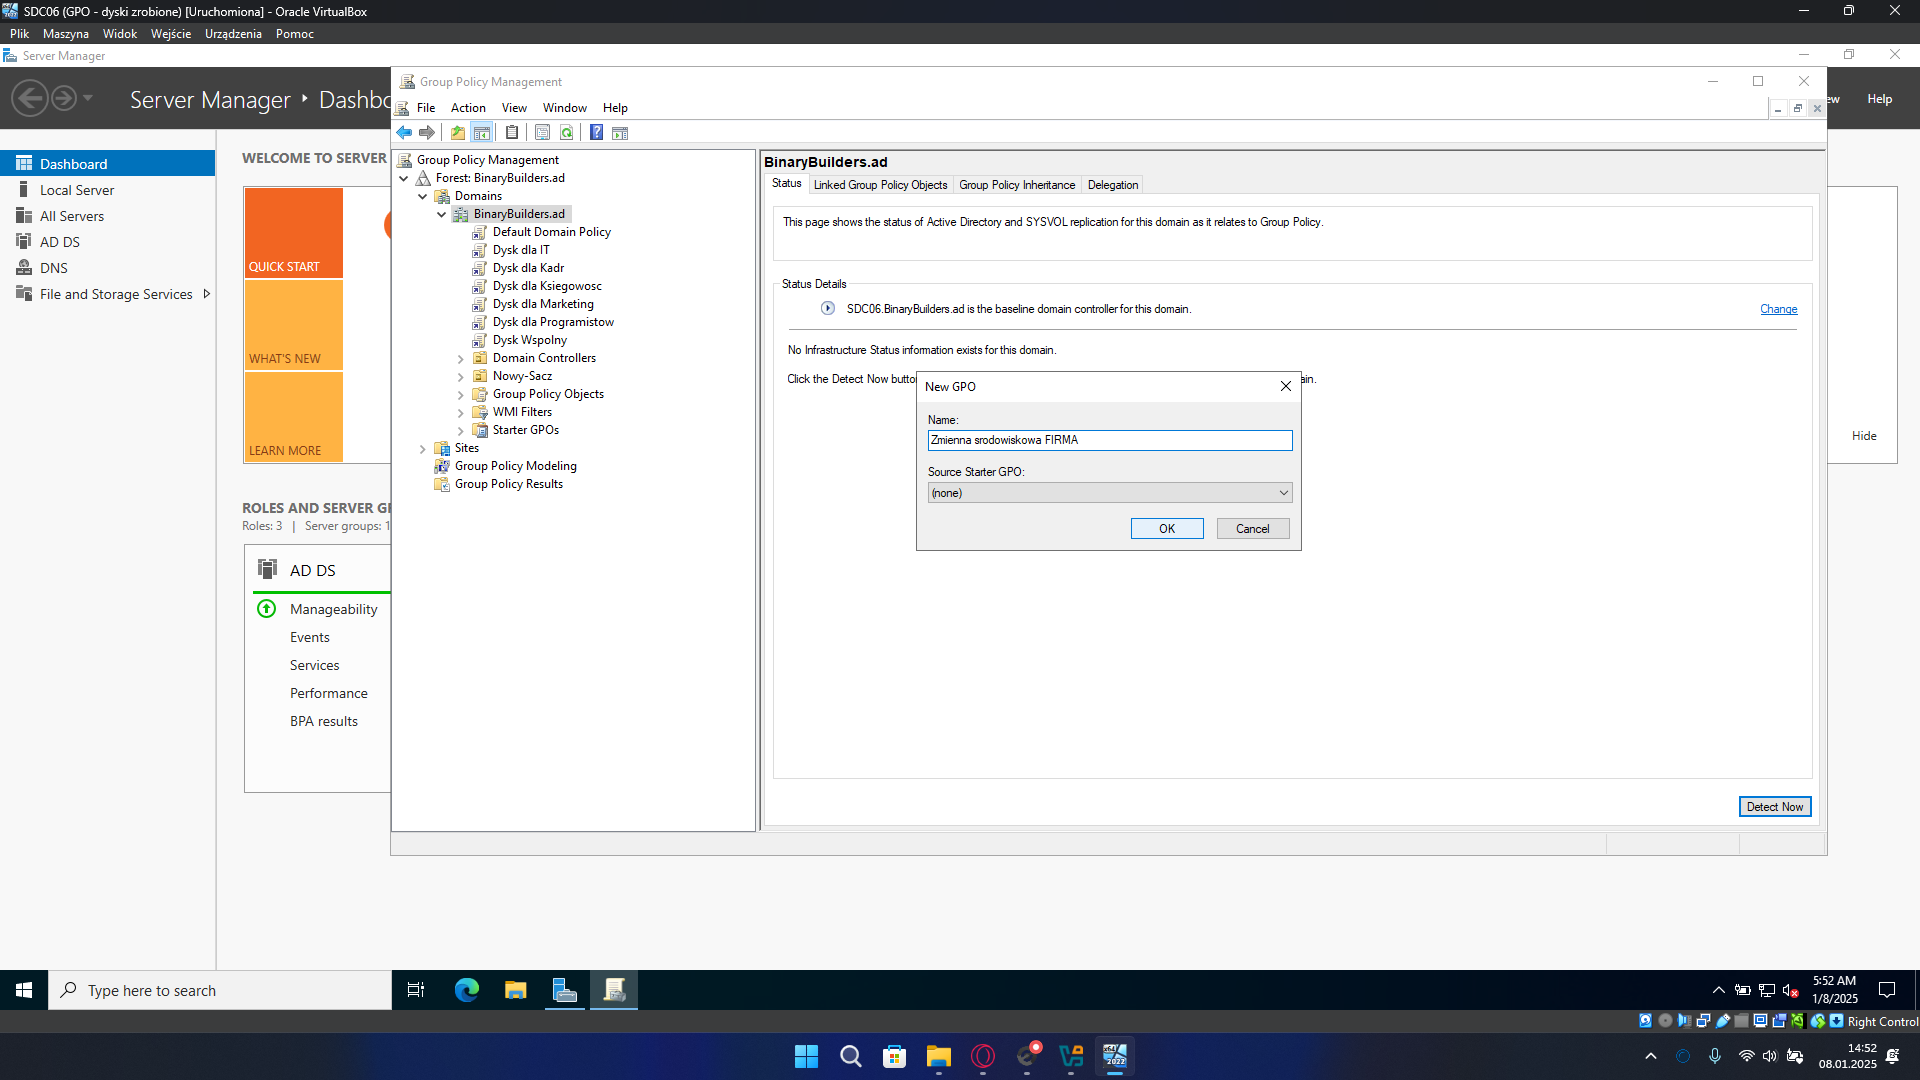 SDC06 (GPO - dyski zrobione) [Uruchomiona] - Oracle VirtualBox
Plik Maszyna Widok Wejście Urządzenia Pomoc
Server Manager
Server Manager Dashbo
ew Help
Group Policy Management
File Action View Window Help
Dashboard
Local Server
All Servers
AD DS
DNS
File and Storage Services
WELCOME TO SERVER
QUICK START
WHAT'S NEW
LEARN MORE
Hide
ROLES AND SERVER GR
Roles: 3 | Server groups: 1
AD DS
Manageability
Events
Services
Performance
BPA results
Group Policy Management
Forest: BinaryBuilders.ad
Domains
BinaryBuilders.ad
Default Domain Policy
Dysk dla IT
Dysk dla Kadr
Dysk dla Ksiegowosc
Dysk dla Marketing
Dysk dla Programistow
Dysk Wspolny
Domain Controllers
Nowy-Sacz
Group Policy Objects
WMI Filters
Starter GPOs
Sites
Group Policy Modeling
Group Policy Results
BinaryBuilders.ad
Status Linked Group Policy Objects Group Policy Inheritance Delegation
This page shows the status of Active Directory and SYSVOL replication for this domain as it relates to Group Policy.
Status Details
SDC06.BinaryBuilders.ad is the baseline domain controller for this domain. Change
No Infrastructure Status information exists for this domain.
Click the Detect Now butto ain.
New GPO
Name:
Zmienna srodowiskowa FIRMA
Source Starter GPO:
(none)
OK Cancel
Detect Now
Type here to search
5:52 AM
1/8/2025
Right Control
2022
14:52
08.01.2025